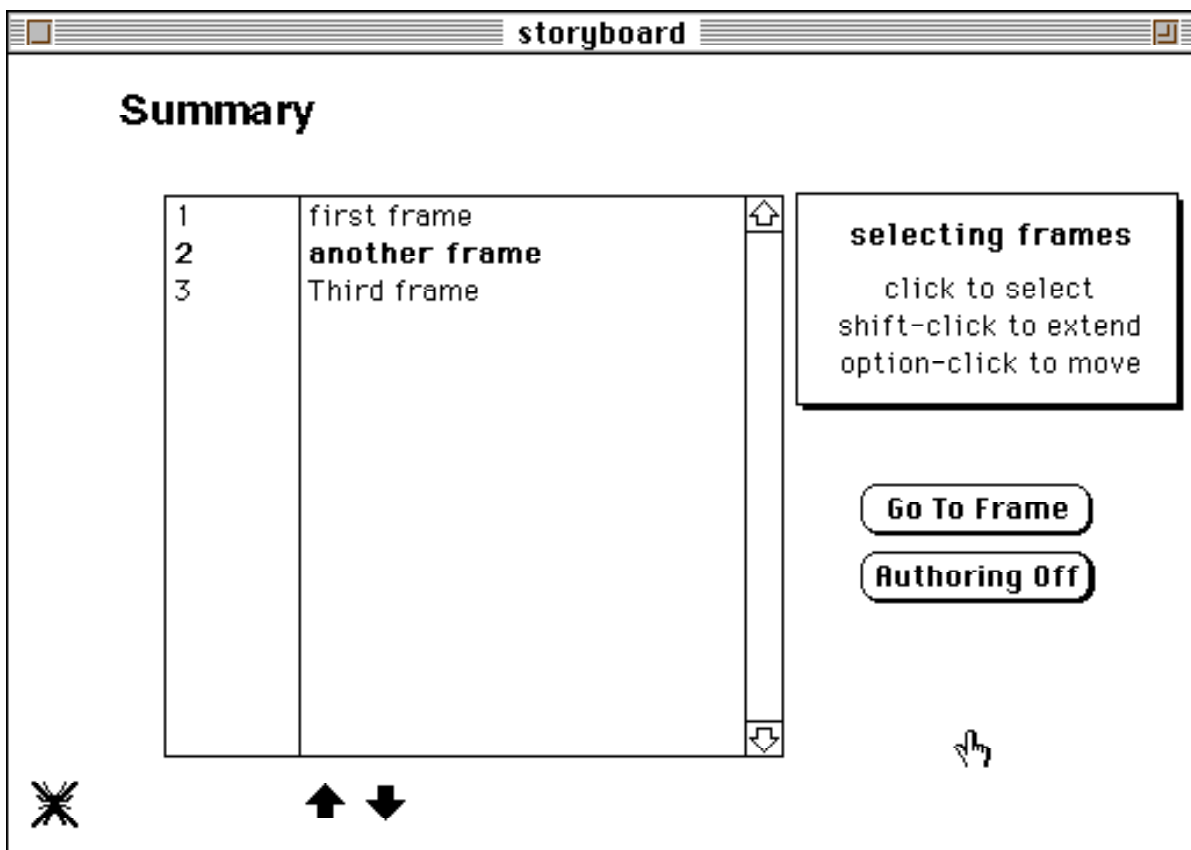 storyboard
Summary
1 first frame
2 another frame
3 Third frame
selecting frames
click to select
shift-click to extend
option-click to move
Go To Frame
Authoring Off